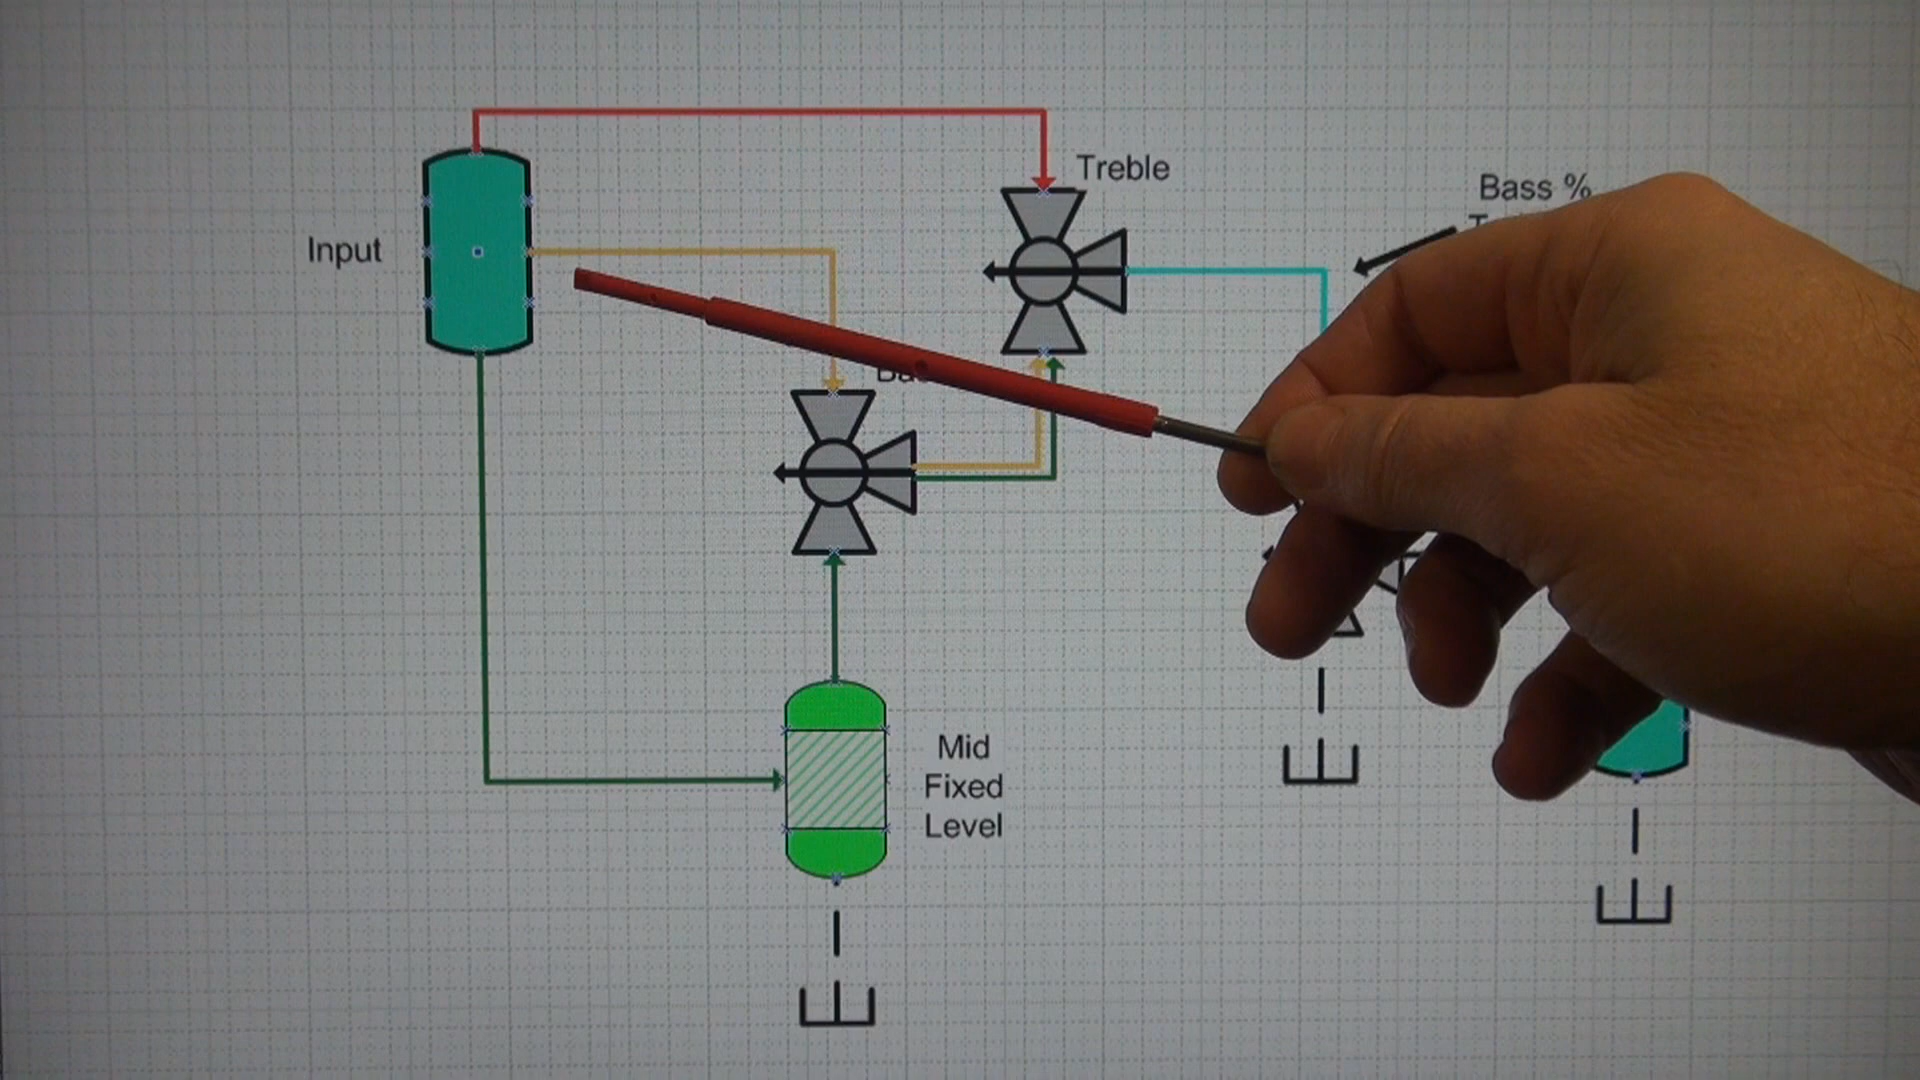 Treble
Bass %
Input
Mid
Fixed
Level